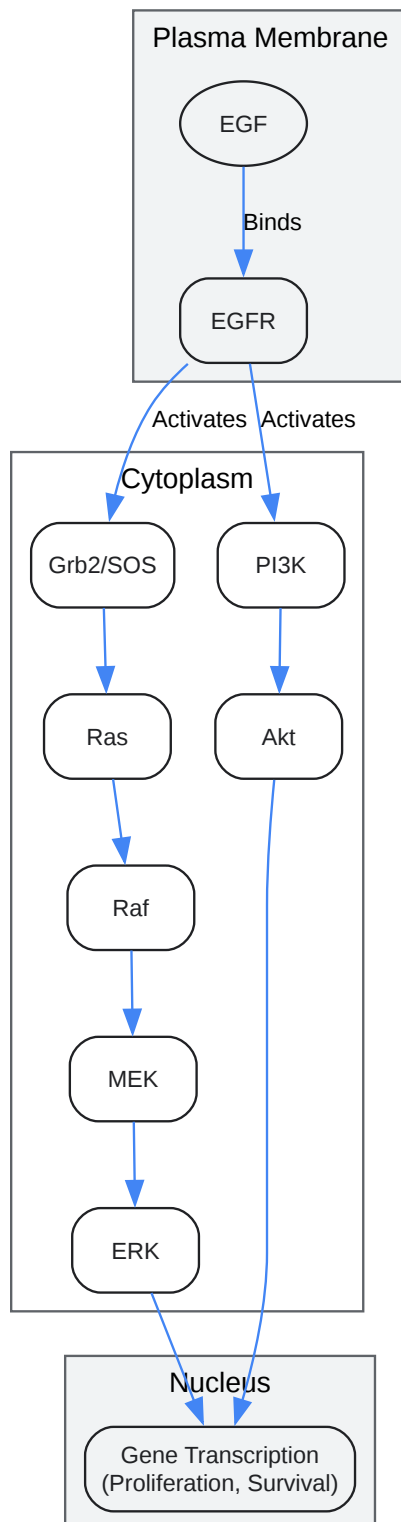 Plasma Membrane
EGF
Binds
EGFR
Activates
Activates
Cytoplasm
Grb2/SOS
PI3K
Ras
Akt
Raf
MEK
ERK
Nucleus
Gene Transcription
(Proliferation, Survival)